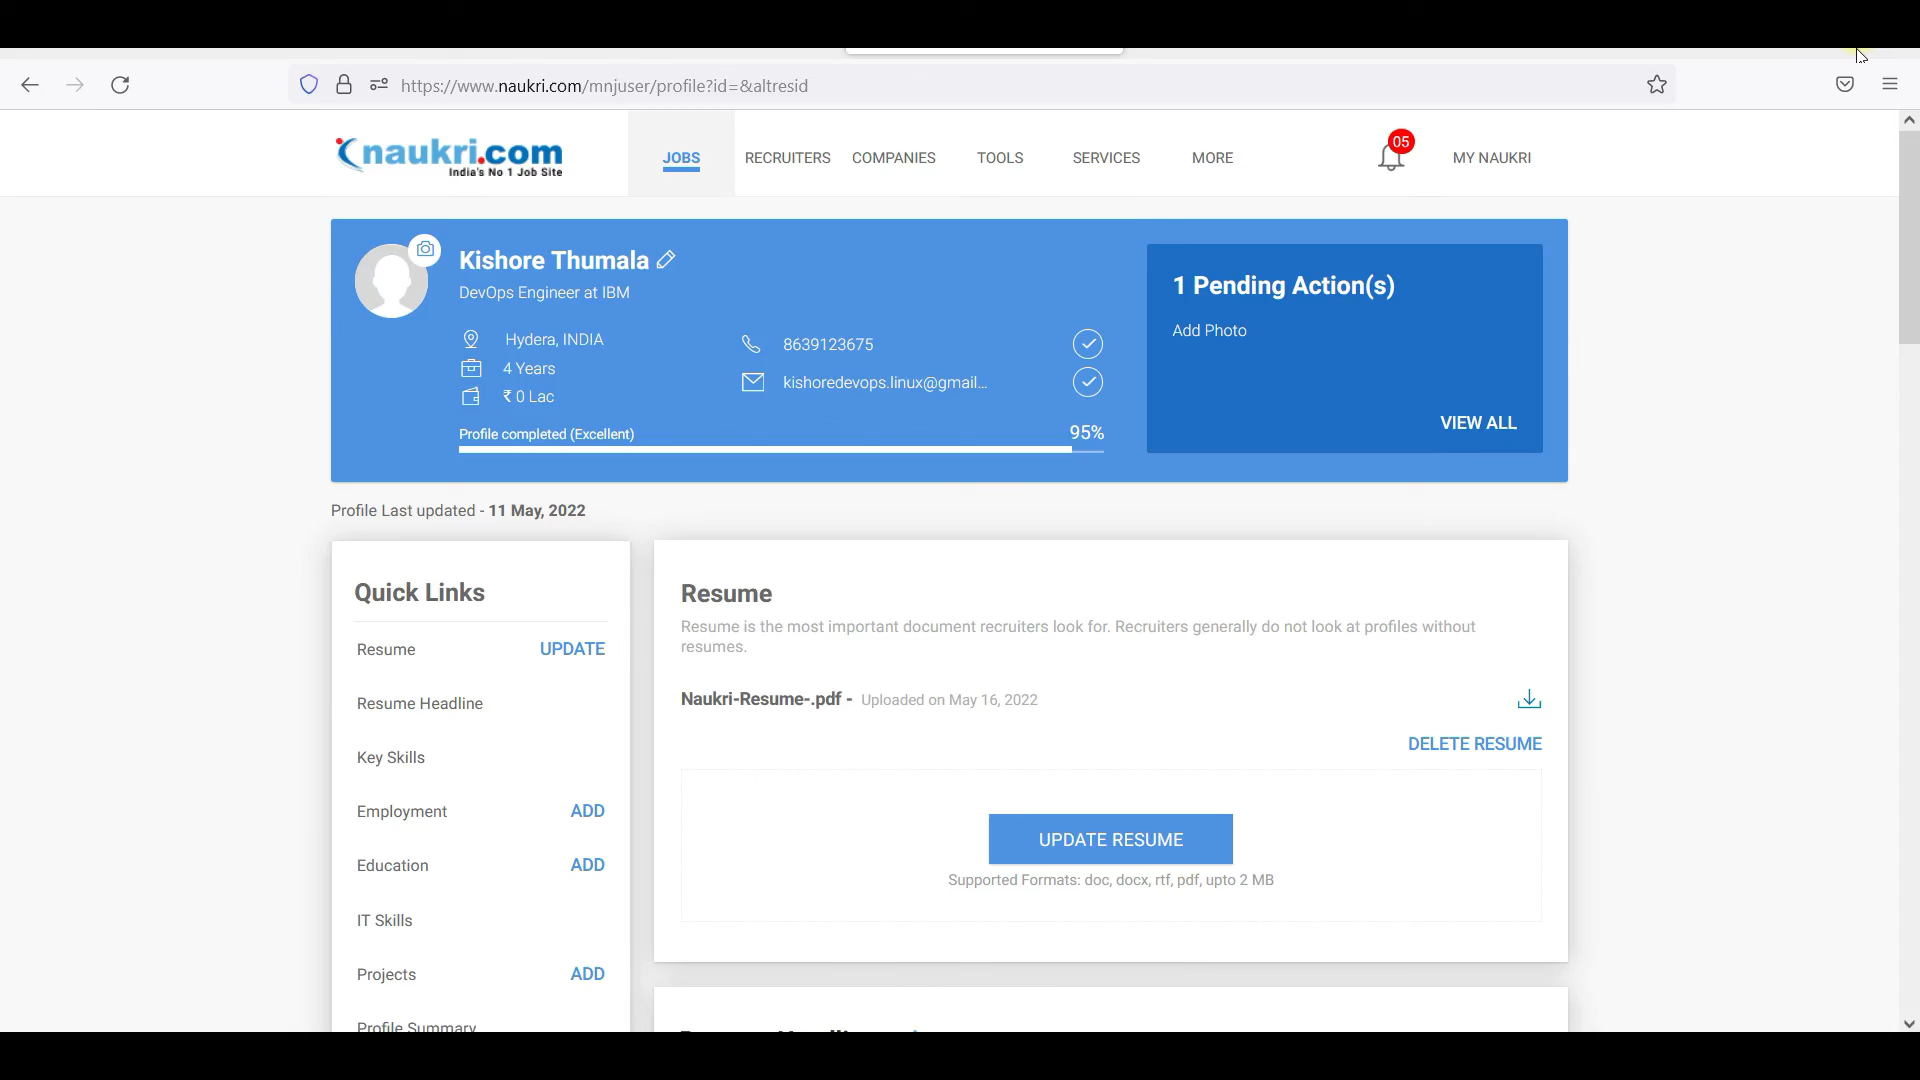 https://www.naukri.com/mnjuser/profile?id=&altresid
naukri.com
India's No 1 Job Site
JOBS
RECRUITERS
COMPANIES
TOOLS
SERVICES
MORE
05
MY NAUKRI
Kishore Thumala
DevOps Engineer at IBM
Hydera, INDIA
4 Years
₹ 0 Lac
8639123675
kishoredevops.linux@gmail...
Profile completed (Excellent)
95%
1 Pending Action(s)
Add Photo
VIEW ALL
Profile Last updated - 11 May, 2022
Quick Links
Resume UPDATE
Resume Headline
Key Skills
Employment ADD
Education ADD
IT Skills
Projects ADD
Profile Summary
Resume
Resume is the most important document recruiters look for. Recruiters generally do not look at profiles without
resumes.
Naukri-Resume-.pdf - Uploaded on May 16, 2022
DELETE RESUME
UPDATE RESUME
Supported Formats: doc, docx, rtf, pdf, upto 2 MB